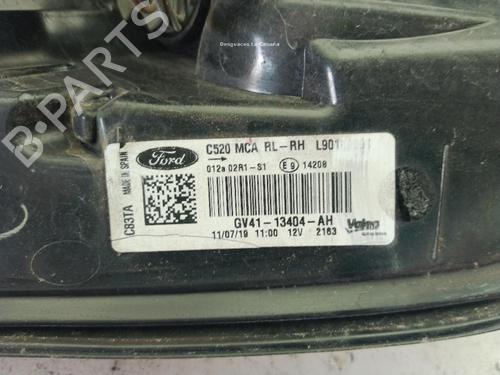 Desguaces La Cabaña
B-PARTS
Ford
C520 MCA RL-RH
012a 02R1-S1 E9 14208
C83TA
MADE IN SPAIN
GV41-13404-AH
11/07/19 11:00 12V 2163
Valeo